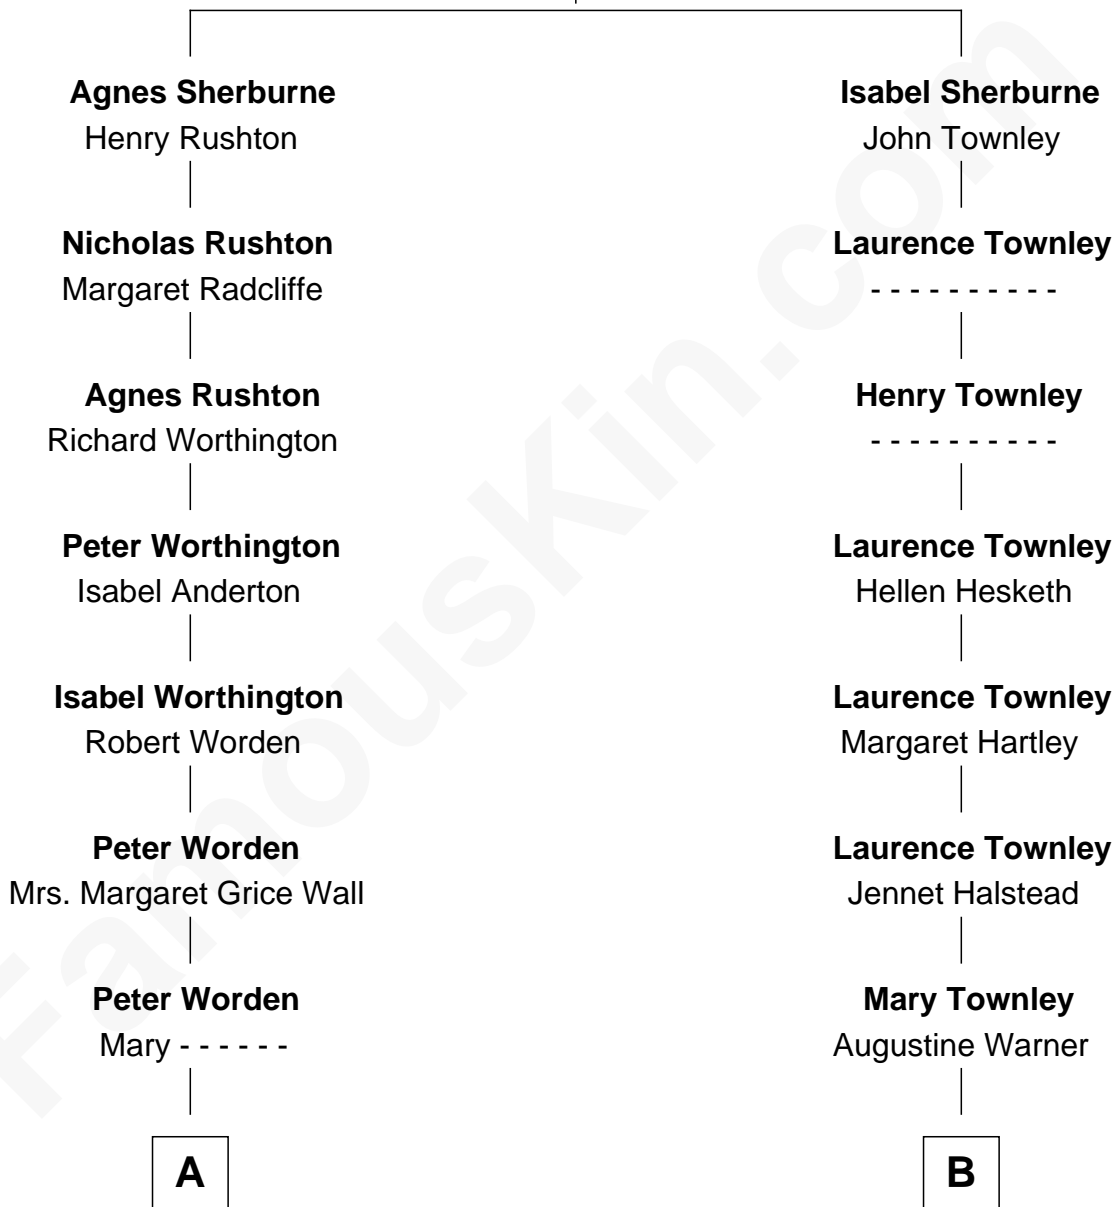 Agnes Sherburne
Henry Rushton
Nicholas Rushton
Margaret Radcliffe
Agnes Rushton
Richard Worthington
Peter Worthington
Isabel Anderton
Isabel Worthington
Robert Worden
Peter Worden
Mrs. Margaret Grice Wall
Peter Worden
Mary - - - - - -
A
Isabel Sherburne
John Townley
Laurence Townley
- - - - - - - - - -
Henry Townley
- - - - - - - - - -
Laurence Townley
Hellen Hesketh
Laurence Townley
Margaret Hartley
Laurence Townley
Jennet Halstead
Mary Townley
Augustine Warner
B
FamousKin.com